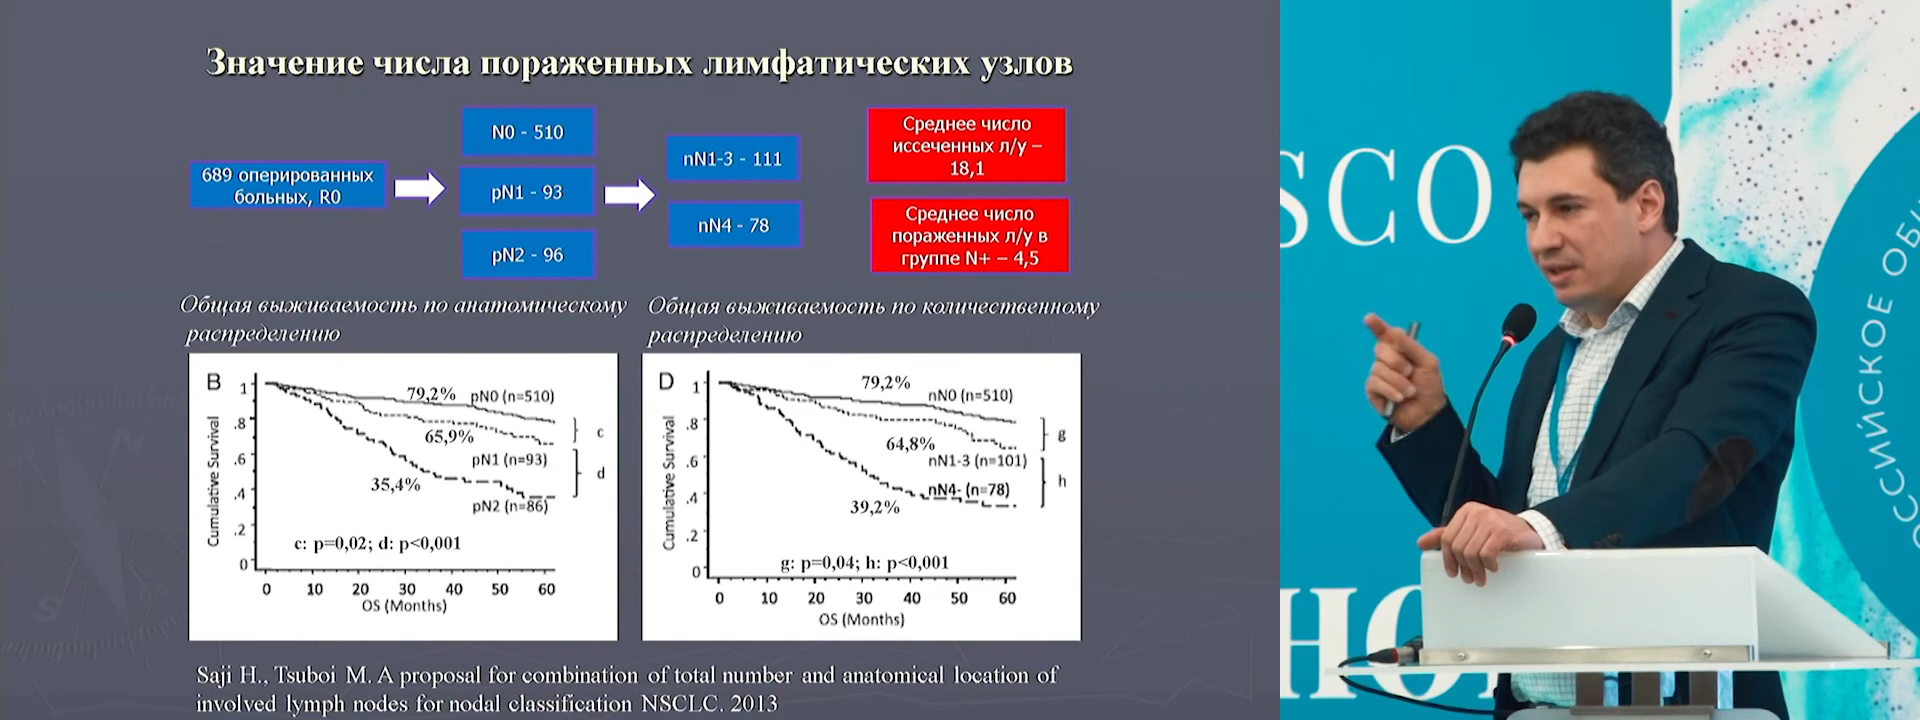 Значение числа пораженных лимфатических узлов
689 оперированных
больных, R0
N0 - 510
pN1 - 93
pN2 - 96
nN1-3 - 111
nN4 - 78
Среднее число
иссеченных л/у –
18,1
Среднее число
пораженных л/у в
группе N+ – 4,5
Общая выживаемость по анатомическому
распределению
Общая выживаемость по количественному
распределению
B
Cumulative Survival
1
.8
.6
.4
.2
0
79,2%
pN0 (n=510)
65,9%
c
pN1 (n=93)
d
35,4%
pN2 (n=86)
c: p=0,02; d: p<0,001
0 10 20 30 40 50 60
OS (Months)
D
Cumulative Survival
1
.8
.6
.4
.2
0
79,2%
nN0 (n=510)
64,8%
g
nN1-3 (n=101)
h
nN4- (n=78)
39,2%
g: p=0,04; h: p<0,001
0 10 20 30 40 50 60
OS (Months)
Saji H., Tsuboi M. A proposal for combination of total number and anatomical location of
involved lymph nodes for nodal classification NSCLC. 2013
SCO
НО
ССИЙСКОЕ ОБЩ